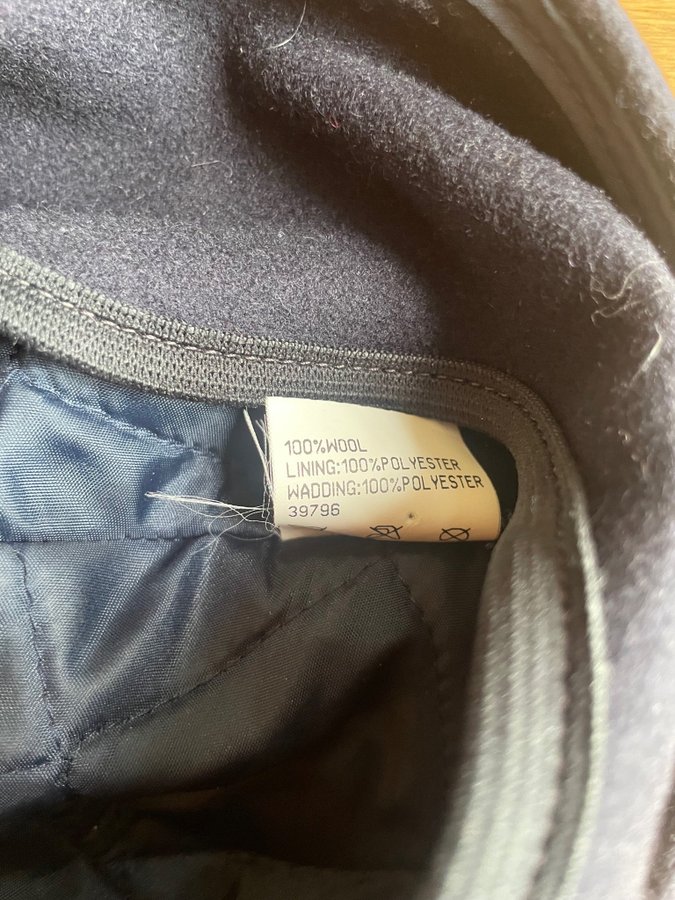 100%WOOL
LINING:100%POLYESTER
WADDING:100%POLYESTER
39796